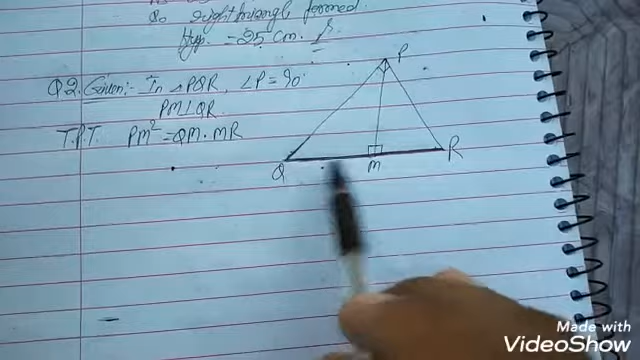 So right triangle formed.
Hyp. = 25 cm.
Q2. Given:- In △PQR, ∠P = 90°
PM⊥QR.
T.P.T. PM² = QM·MR
P
Q
M
R
Made with
VideoShow